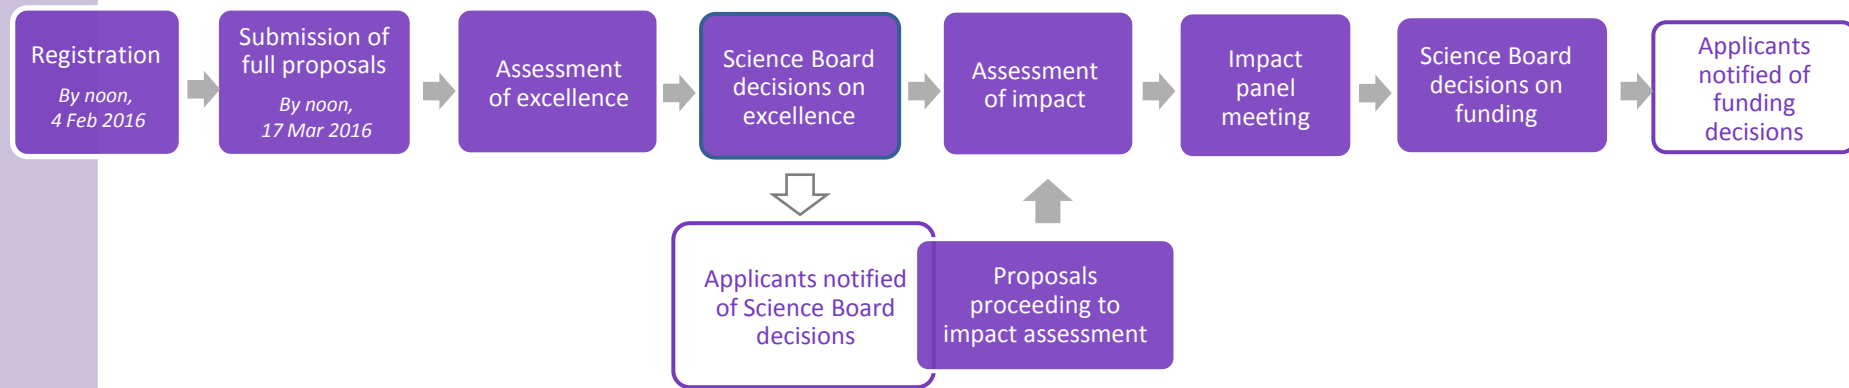 Registration
By noon,
4 Feb 2016
Submission of
full proposals
By noon,
17 Mar 2016
Assessment
of excellence
Science Board
decisions on
excellence
Assessment
of impact
Impact
panel
meeting
Science Board
decisions on
funding
Applicants
notified of
funding
decisions
Applicants notified
of Science Board
decisions
Proposals
proceeding to
impact assessment